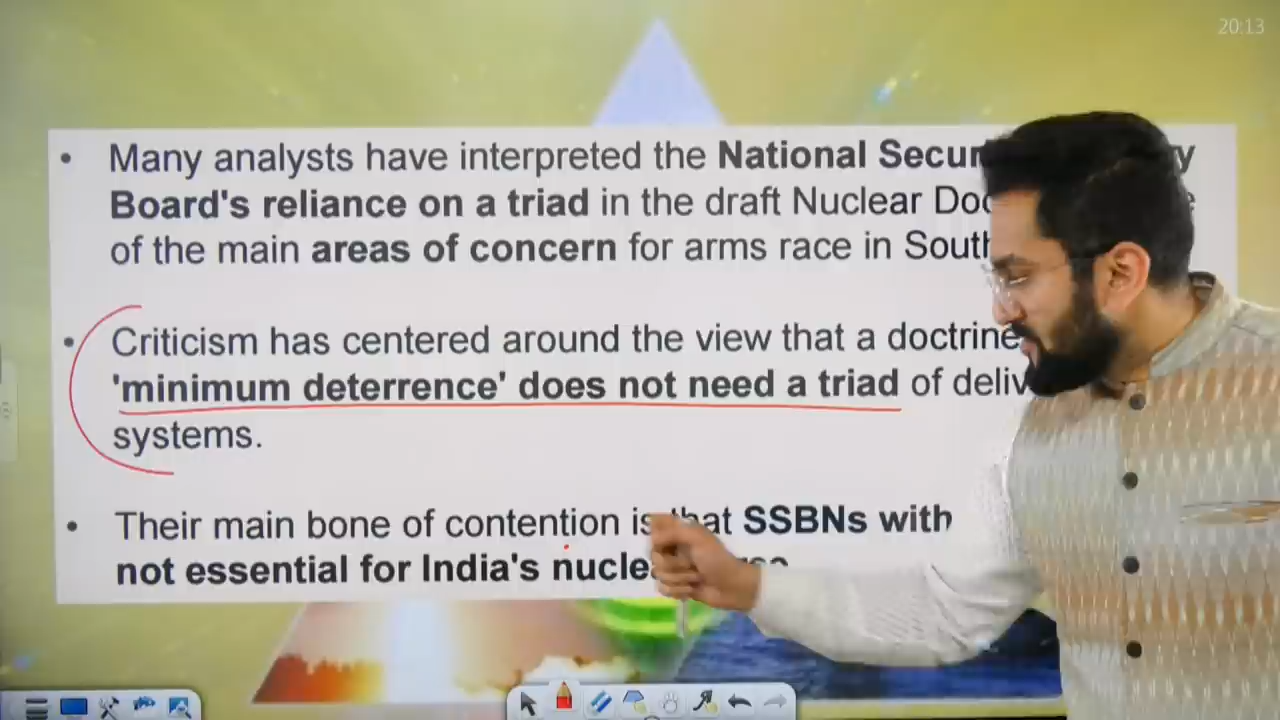 20:13
• Many analysts have interpreted the National Secur y
Board's reliance on a triad in the draft Nuclear Doc e
of the main areas of concern for arms race in South
• Criticism has centered around the view that a doctrine
'minimum deterrence' does not need a triad of deliv
systems.
• Their main bone of contention is that SSBNs with
not essential for India's nucle